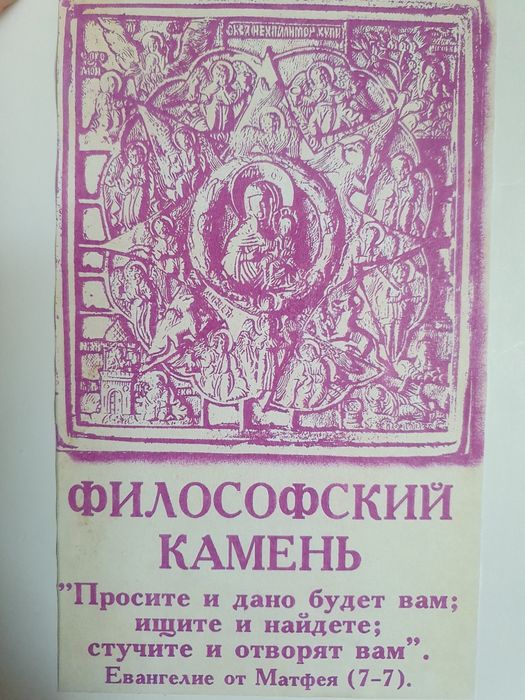 ФИЛОСОФСКИЙ
КАМЕНЬ
"Просите и дано будет вам;
ищите и найдете;
стучите и отворят вам".
Евангелие от Матфея (7-7).